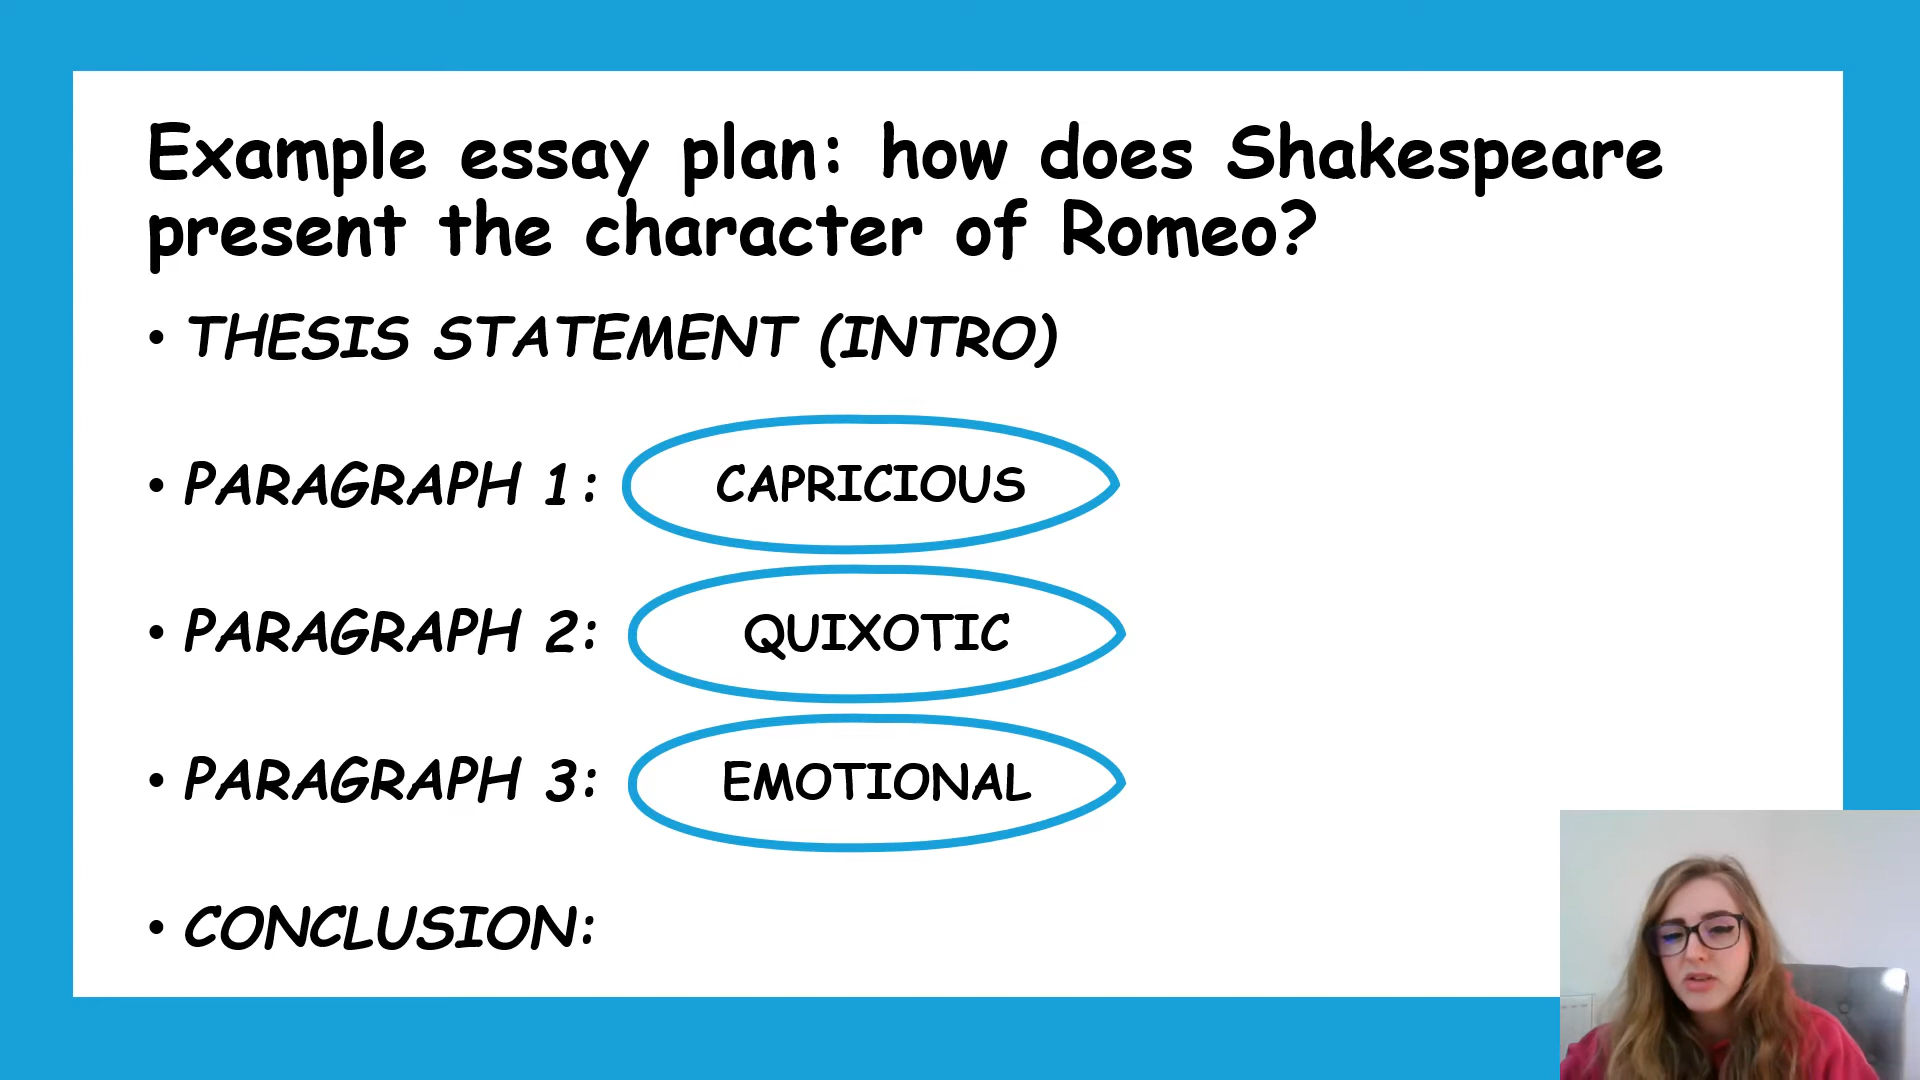 Example essay plan: how does Shakespeare
present the character of Romeo?
• THESIS STATEMENT (INTRO)
• PARAGRAPH 1: CAPRICIOUS
• PARAGRAPH 2: QUIXOTIC
• PARAGRAPH 3: EMOTIONAL
• CONCLUSION: